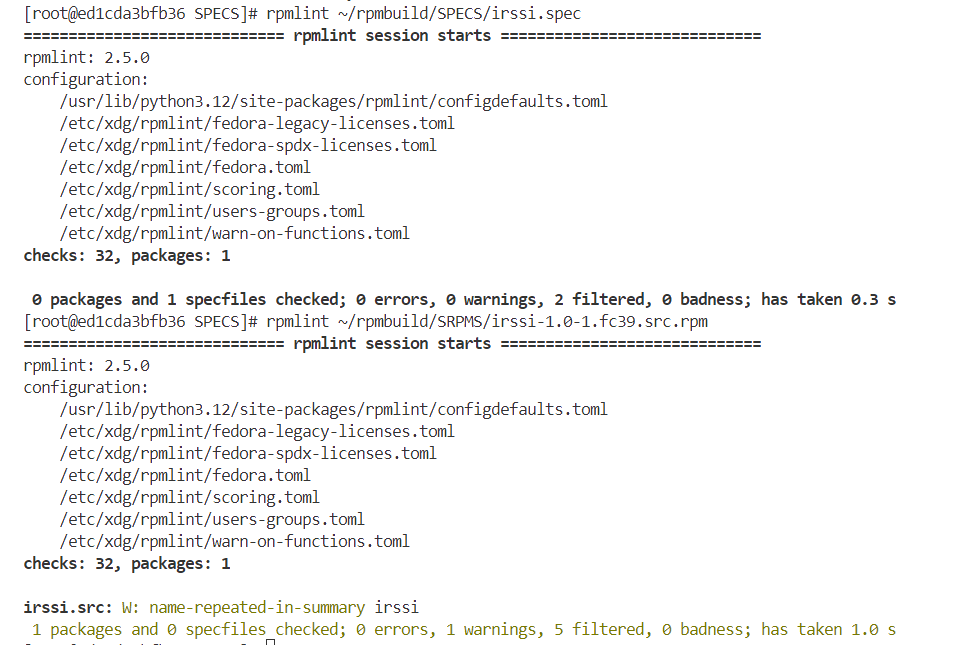 [root@ed1cda3bfb36 SPECS]# rpmlint ~/rpmbuild/SPECS/irssi.spec
============================= rpmlint session starts =============================
rpmlint: 2.5.0
configuration:
    /usr/lib/python3.12/site-packages/rpmlint/configdefaults.toml
    /etc/xdg/rpmlint/fedora-legacy-licenses.toml
    /etc/xdg/rpmlint/fedora-spdx-licenses.toml
    /etc/xdg/rpmlint/fedora.toml
    /etc/xdg/rpmlint/scoring.toml
    /etc/xdg/rpmlint/users-groups.toml
    /etc/xdg/rpmlint/warn-on-functions.toml
checks: 32, packages: 1

 0 packages and 1 specfiles checked; 0 errors, 0 warnings, 2 filtered, 0 badness; has taken 0.3 s
[root@ed1cda3bfb36 SPECS]# rpmlint ~/rpmbuild/SRPMS/irssi-1.0-1.fc39.src.rpm
============================= rpmlint session starts =============================
rpmlint: 2.5.0
configuration:
    /usr/lib/python3.12/site-packages/rpmlint/configdefaults.toml
    /etc/xdg/rpmlint/fedora-legacy-licenses.toml
    /etc/xdg/rpmlint/fedora-spdx-licenses.toml
    /etc/xdg/rpmlint/fedora.toml
    /etc/xdg/rpmlint/scoring.toml
    /etc/xdg/rpmlint/users-groups.toml
    /etc/xdg/rpmlint/warn-on-functions.toml
checks: 32, packages: 1

irssi.src: W: name-repeated-in-summary irssi
 1 packages and 0 specfiles checked; 0 errors, 1 warnings, 5 filtered, 0 badness; has taken 1.0 s